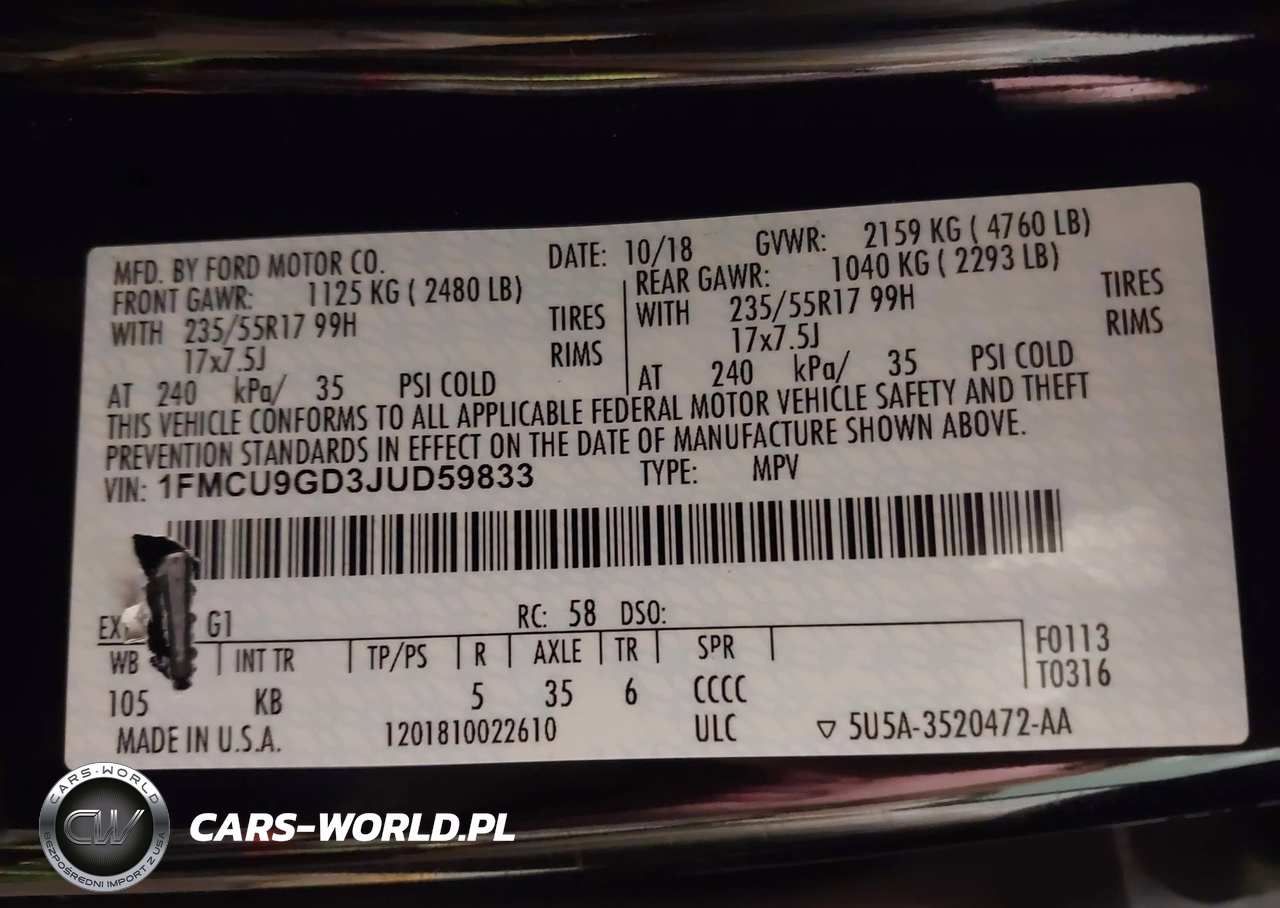 MFD. BY FORD MOTOR CO. DATE: 10/18 GVWR: 2159 KG ( 4760 LB)
FRONT GAWR: 1125 KG ( 2480 LB) REAR GAWR: 1040 KG ( 2293 LB)
WITH 235/55R17 99H TIRES WITH 235/55R17 99H TIRES
17x7.5J RIMS 17x7.5J RIMS
AT 240 kPa/ 35 PSI COLD AT 240 kPa/ 35 PSI COLD
THIS VEHICLE CONFORMS TO ALL APPLICABLE FEDERAL MOTOR VEHICLE SAFETY AND THEFT
PREVENTION STANDARDS IN EFFECT ON THE DATE OF MANUFACTURE SHOWN ABOVE.
VIN: 1FMCU9GD3JUD59833 TYPE: MPV
G1 RC: 58 DSO:
WB INT TR TP/PS R AXLE TR SPR F0113
105 KB 5 35 6 CCCC T0316
MADE IN U.S.A. 1201810022610 ULC ▽ 5U5A-3520472-AA
CARS-WORLD
CW
BEZPOŚREDNI IMPORT Z USA
CARS-WORLD.PL